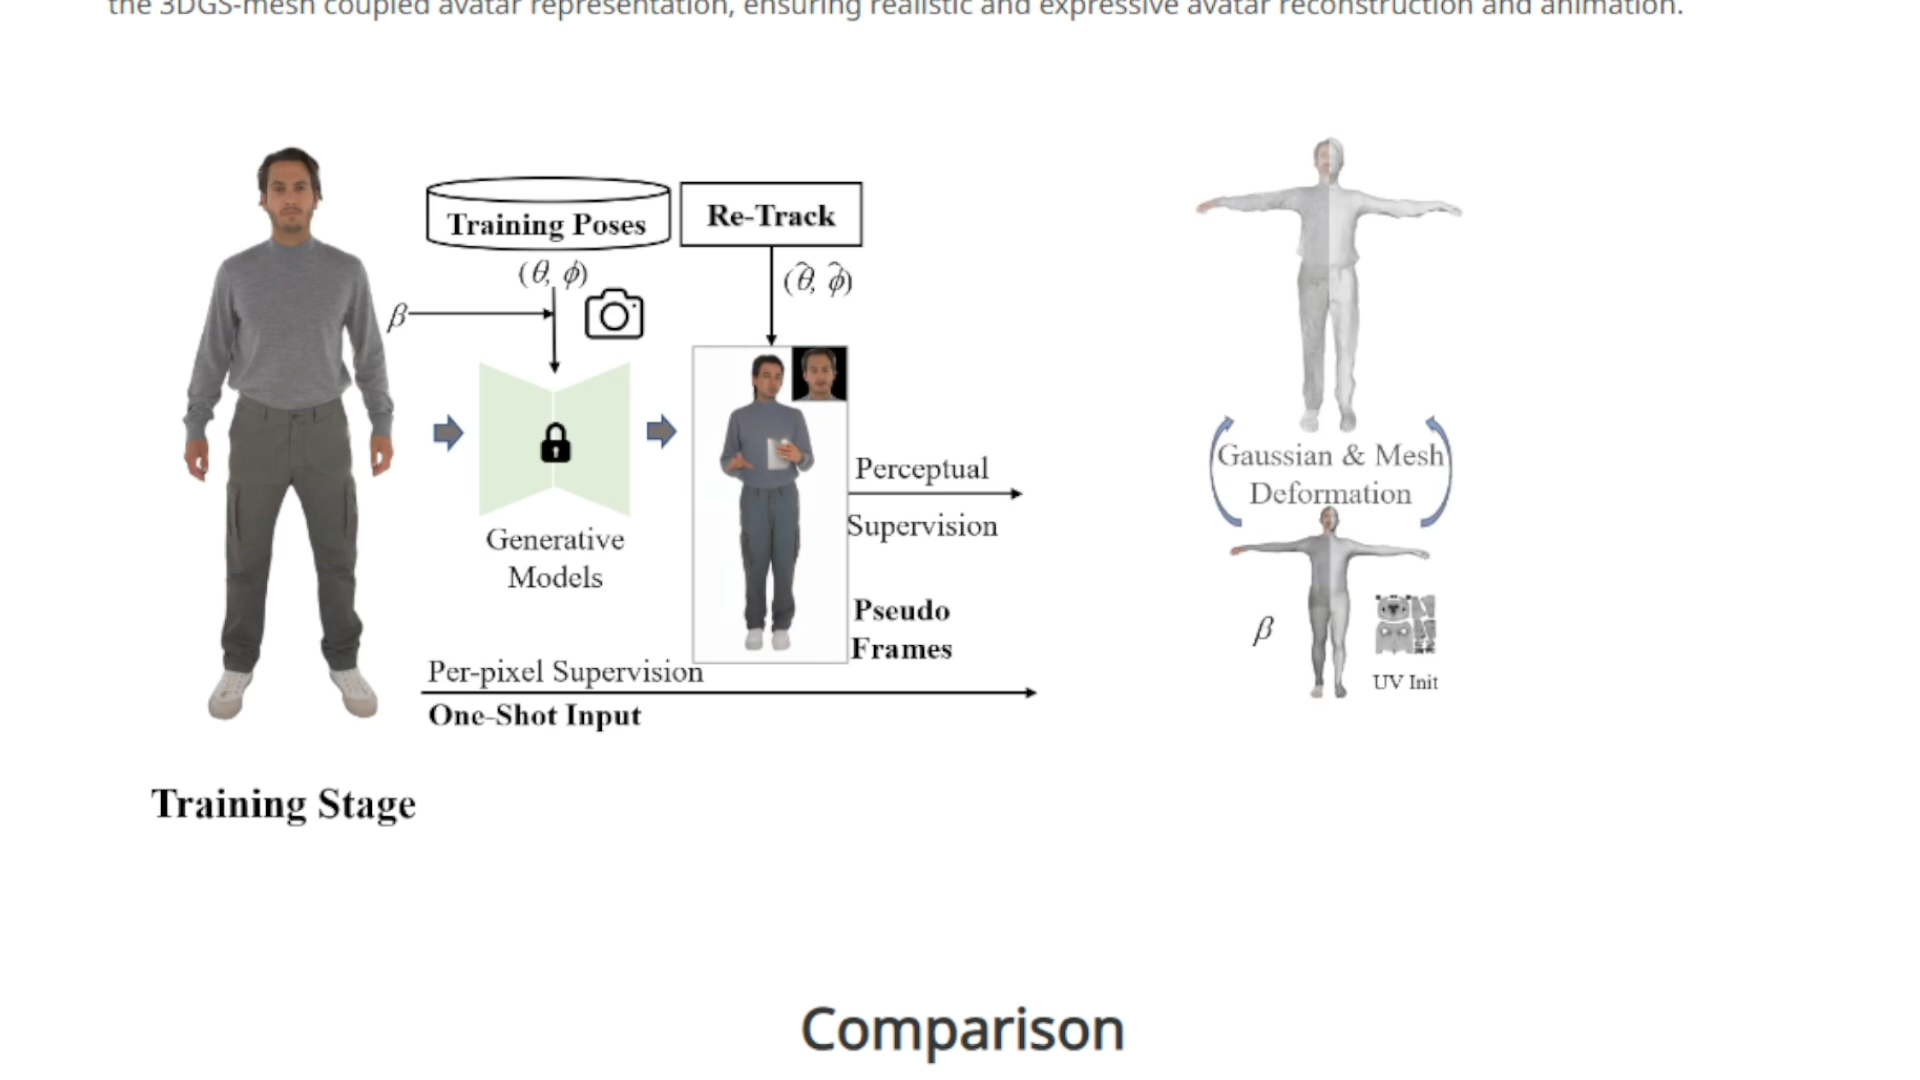 the 3DGS-mesh coupled avatar representation, ensuring realistic and expressive avatar reconstruction and animation.
Training Poses
Re-Track
(θ, ϕ)
(θ̂, ϕ̂)
β
Generative
Models
Perceptual
Supervision
Pseudo
Frames
Per-pixel Supervision
One-Shot Input
Gaussian & Mesh
Deformation
β
UV Init
Training Stage
Comparison